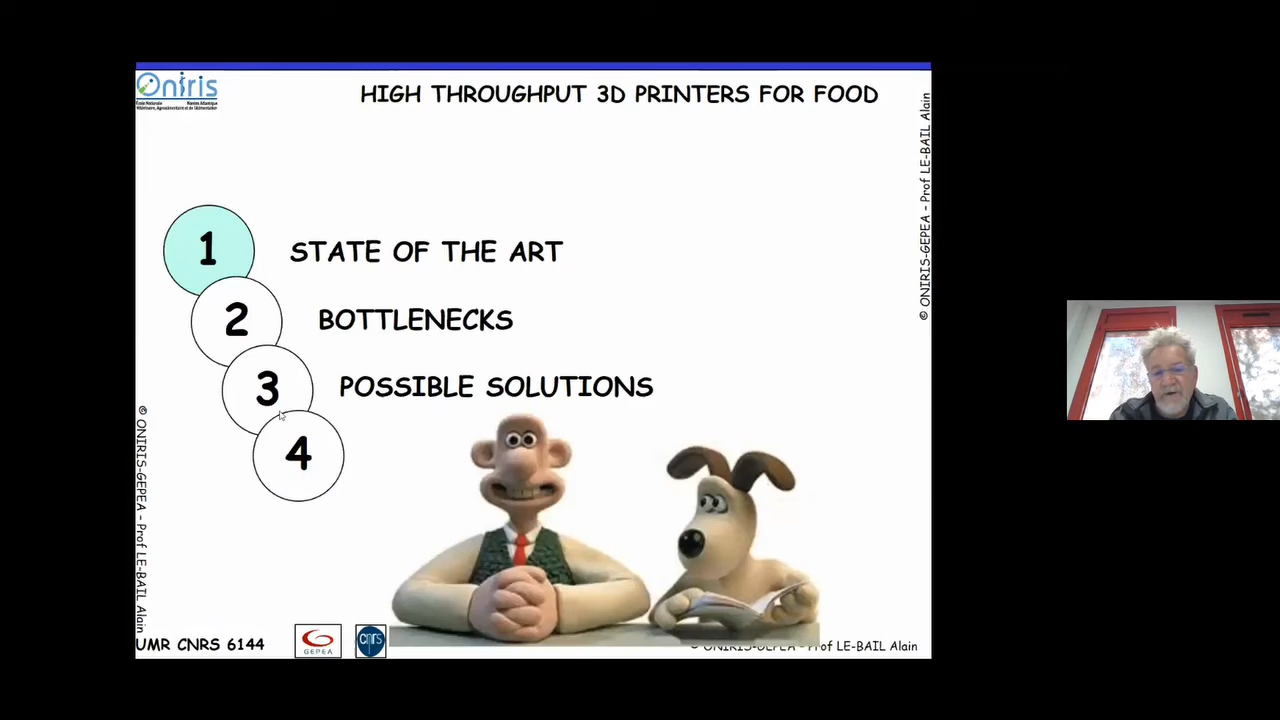 Oniris
HIGH THROUGHPUT 3D PRINTERS FOR FOOD
© ONIRIS-GEPEA - Prof LE-BAIL Alain
1 STATE OF THE ART
2 BOTTLENECKS
3 POSSIBLE SOLUTIONS
4
© ONIRIS-GEPEA - Prof LE-BAIL Alain
UMR CNRS 6144
GEPEA
cnrs
© ONIRIS-GEPEA - Prof LE-BAIL Alain